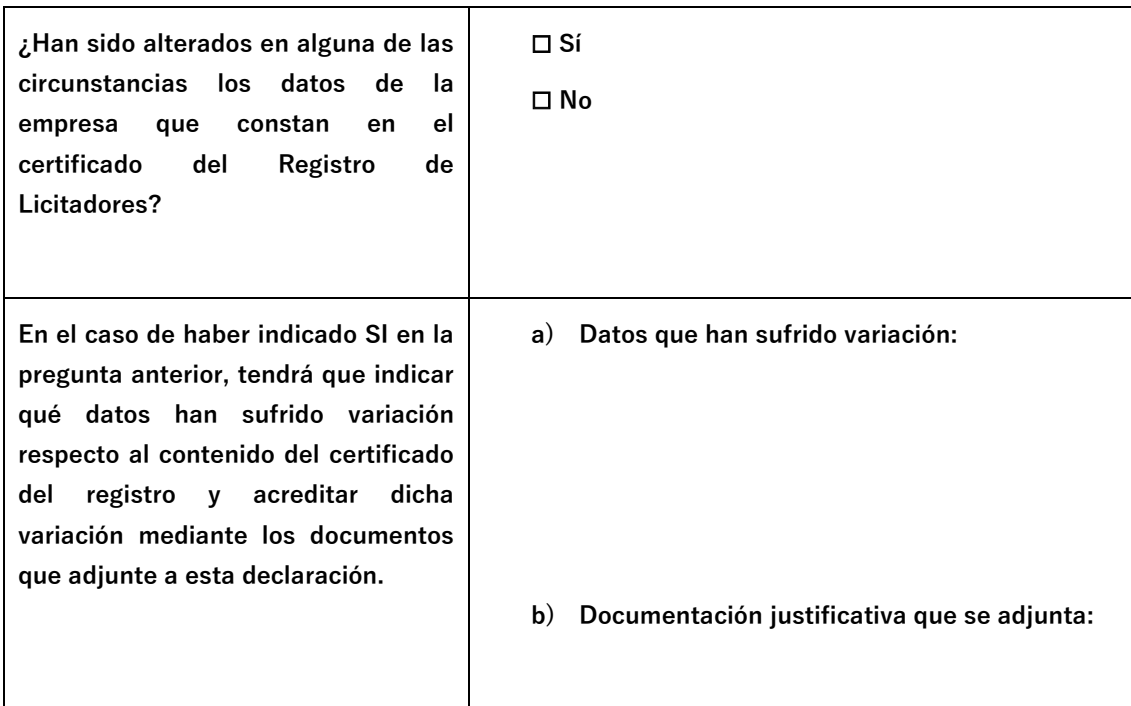 ¿Han sido alterados en alguna de las
circunstancias los datos de la
empresa que constan en el
certificado del Registro de
Licitadores?
☐ Sí
☐ No
En el caso de haber indicado SI en la
pregunta anterior, tendrá que indicar
qué datos han sufrido variación
respecto al contenido del certificado
del registro y acreditar dicha
variación mediante los documentos
que adjunte a esta declaración.
a) Datos que han sufrido variación:
b) Documentación justificativa que se adjunta: